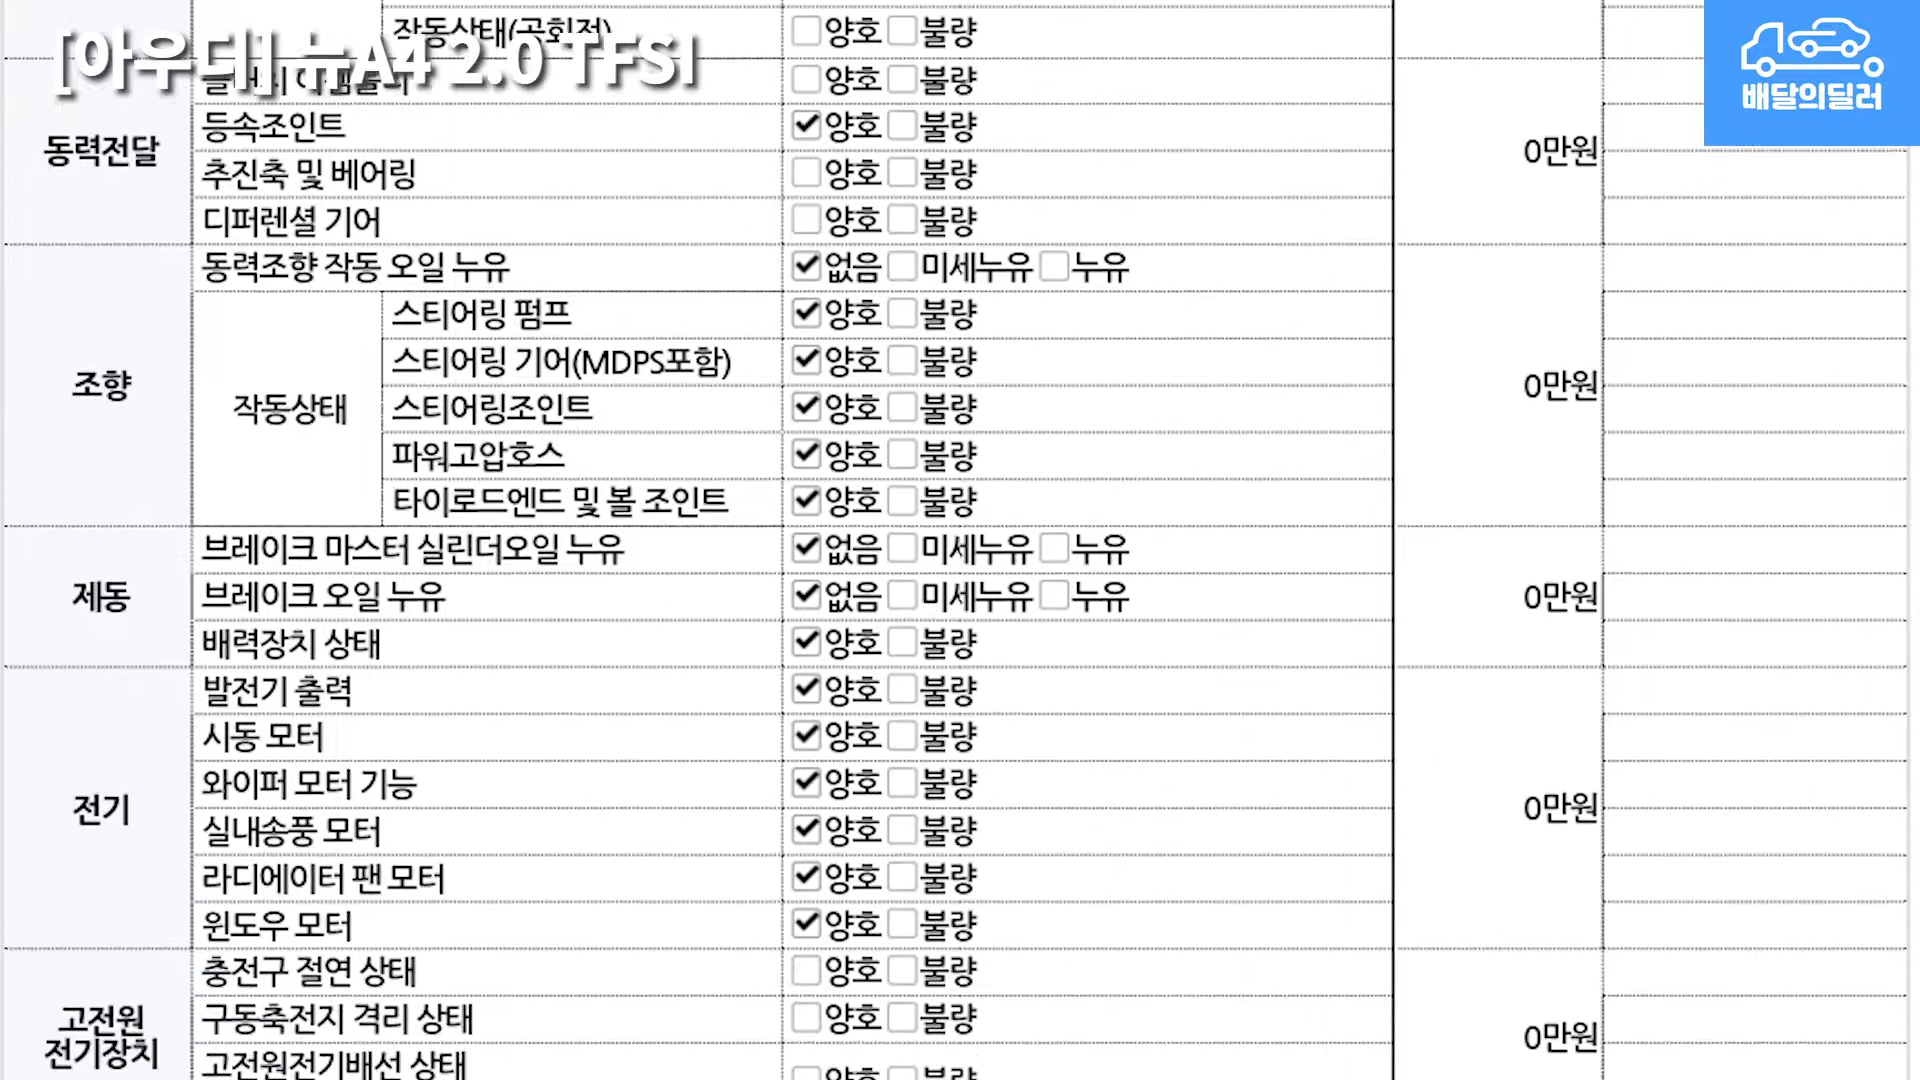 작동상태(공회전) 양호 불량
[아우디] 뉴A4 2.0 TFSI
배달의딜러
양호 불량
동력전달
등속조인트 양호 불량
0만원
추진축 및 베어링 양호 불량
디퍼렌셜 기어 양호 불량
조향
동력조향 작동 오일 누유 없음 미세누유 누유
작동상태
스티어링 펌프 양호 불량
스티어링 기어(MDPS포함) 양호 불량
0만원
스티어링조인트 양호 불량
파워고압호스 양호 불량
타이로드엔드 및 볼 조인트 양호 불량
제동
브레이크 마스터 실린더오일 누유 없음 미세누유 누유
브레이크 오일 누유 없음 미세누유 누유
0만원
배력장치 상태 양호 불량
전기
발전기 출력 양호 불량
시동 모터 양호 불량
와이퍼 모터 기능 양호 불량
0만원
실내송풍 모터 양호 불량
라디에이터 팬 모터 양호 불량
윈도우 모터 양호 불량
고전원
전기장치
충전구 절연 상태 양호 불량
구동축전지 격리 상태 양호 불량
0만원
고전원전기배선 상태 양호 불량